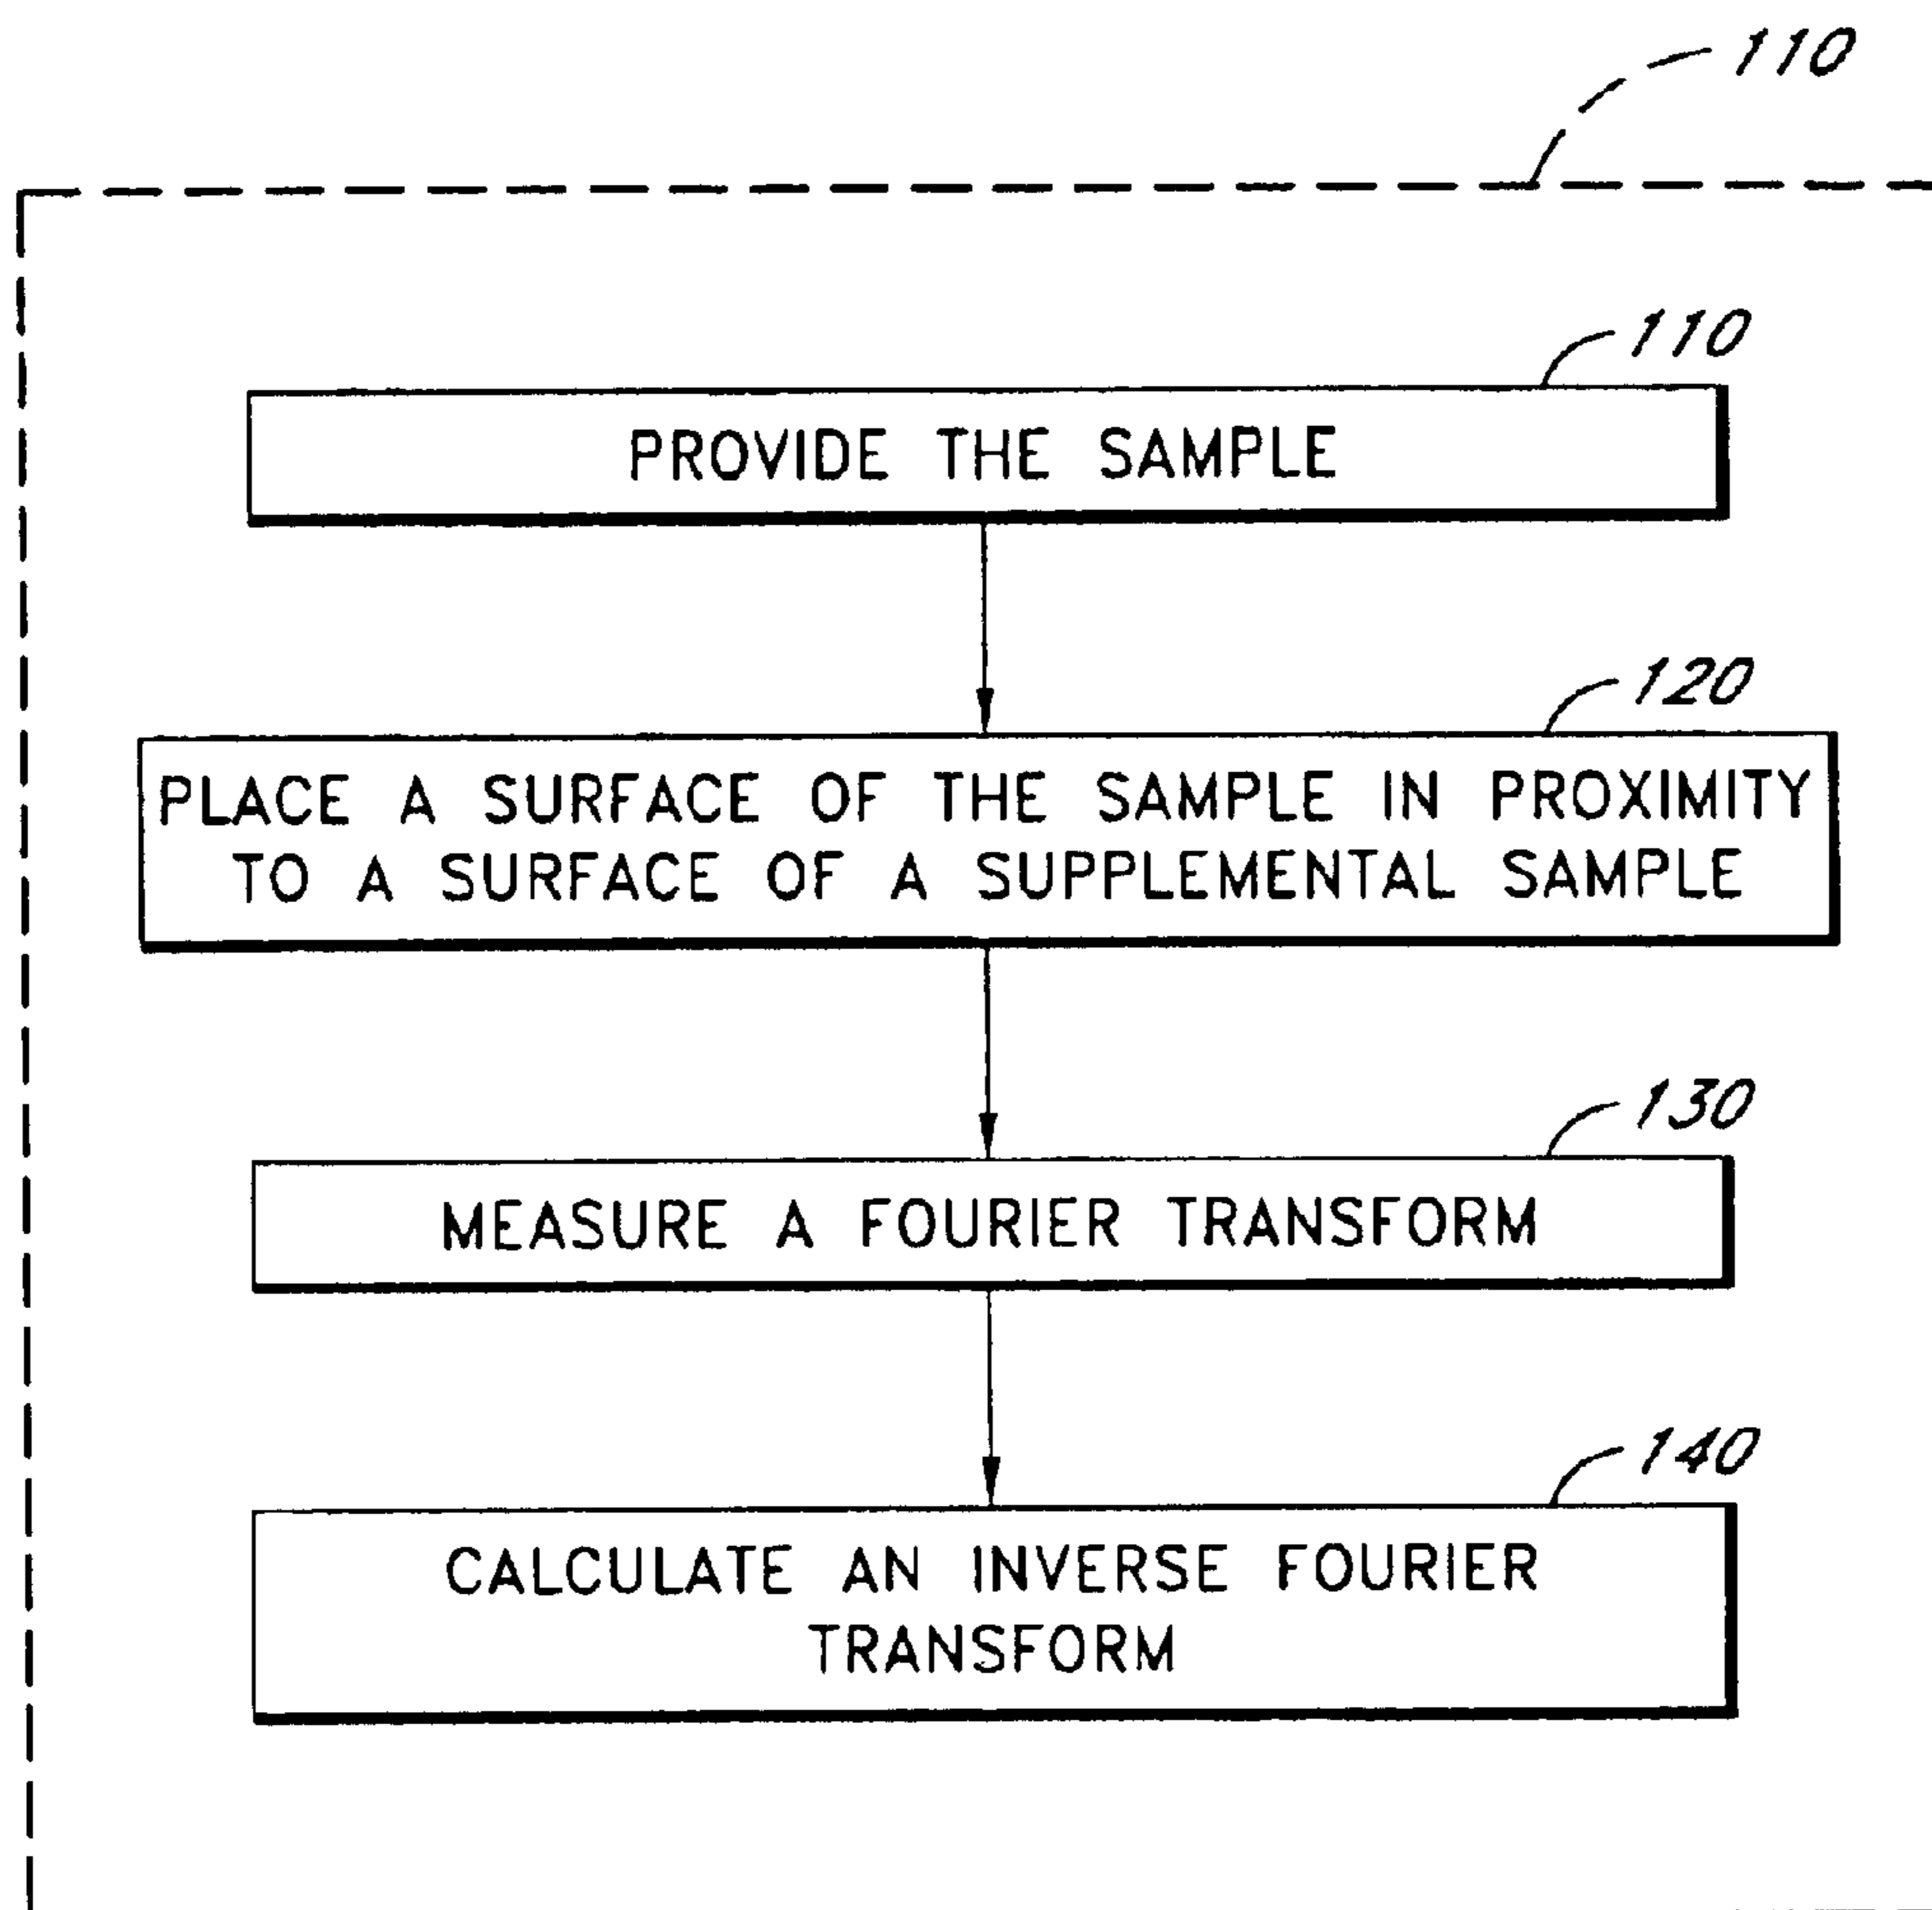 110
110
PROVIDE THE SAMPLE
120
PLACE A SURFACE OF THE SAMPLE IN PROXIMITY
TO A SURFACE OF A SUPPLEMENTAL SAMPLE
130
MEASURE A FOURIER TRANSFORM
140
CALCULATE AN INVERSE FOURIER
TRANSFORM